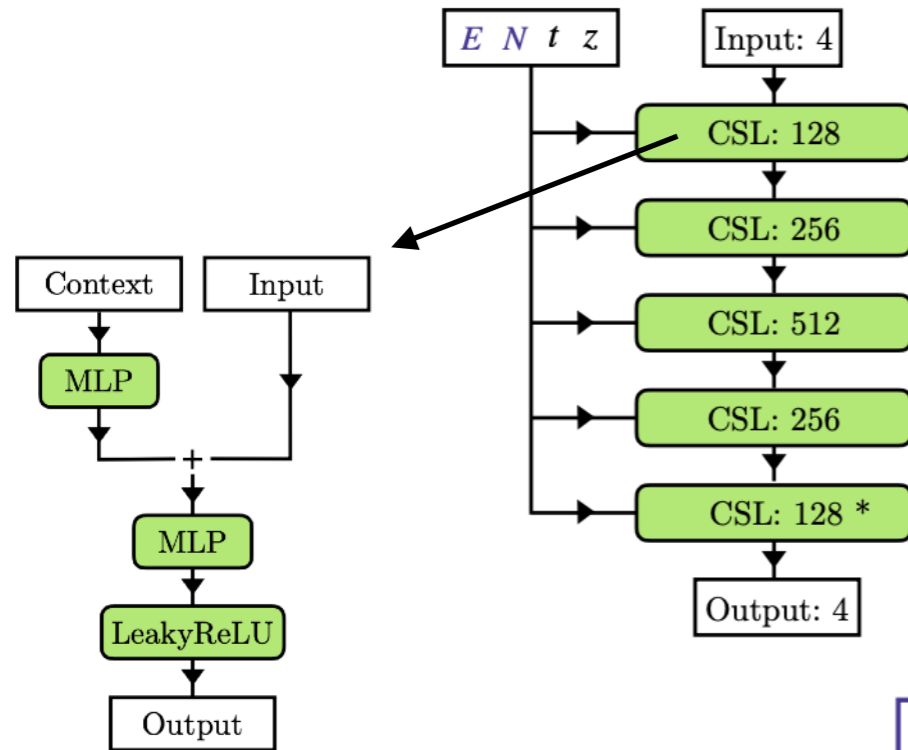 E N t z
Input: 4
CSL: 128
CSL: 256
CSL: 512
CSL: 256
CSL: 128 *
Output: 4
Context
Input
MLP
+
MLP
LeakyReLU
Output